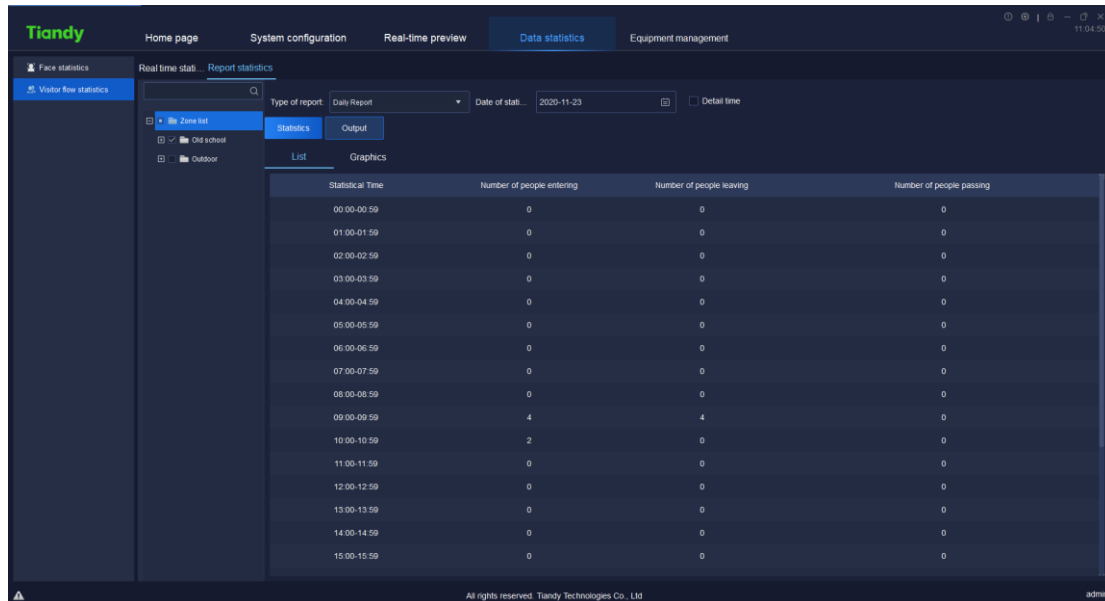 Tiandy
Home page System configuration Real-time preview Data statistics Equipment management
11:04:50
Face statistics
Visitor flow statistics
Real time stati... Report statistics
Zone list
Old school
Outdoor
Type of report: Daily Report Date of stati... 2020-11-23 Detail time
Statistics Output
List Graphics
Statistical Time Number of people entering Number of people leaving Number of people passing
00:00-00:59 0 0 0
01:00-01:59 0 0 0
02:00-02:59 0 0 0
03:00-03:59 0 0 0
04:00-04:59 0 0 0
05:00-05:59 0 0 0
06:00-06:59 0 0 0
07:00-07:59 0 0 0
08:00-08:59 0 0 0
09:00-09:59 4 4 0
10:00-10:59 2 0 0
11:00-11:59 0 0 0
12:00-12:59 0 0 0
13:00-13:59 0 0 0
14:00-14:59 0 0 0
15:00-15:59 0 0 0
All rights reserved. Tiandy Technologies Co., Ltd
admin